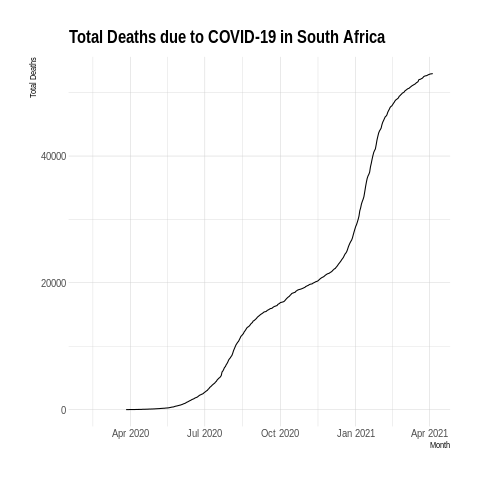 Total Deaths due to COVID-19 in South Africa
Total Deaths
40000
20000
0
Apr 2020 Jul 2020 Oct 2020 Jan 2021 Apr 2021
Month